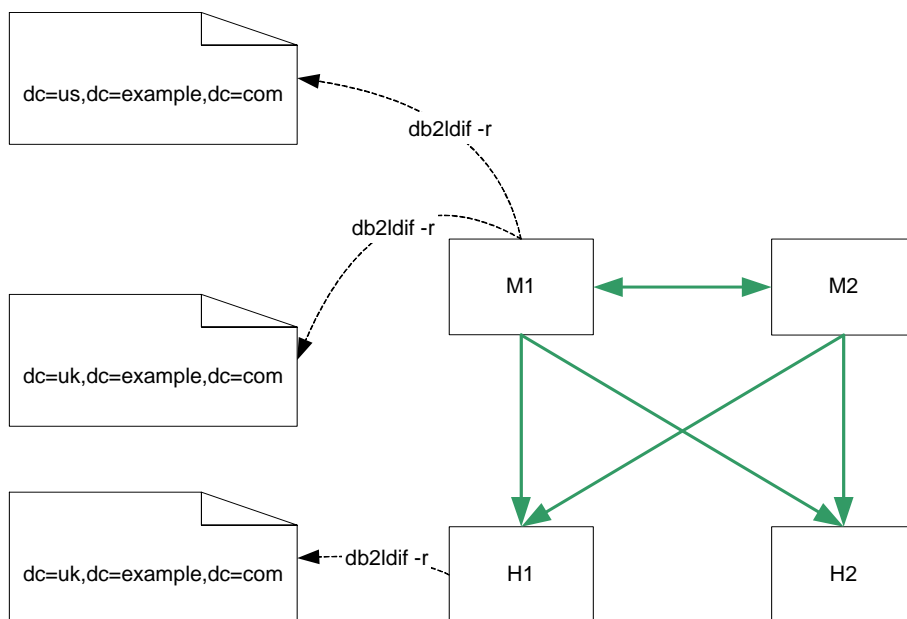 dc=us,dc=example,dc=com
db2ldif -r
db2ldif -r
M1
M2
dc=uk,dc=example,dc=com
db2ldif -r
dc=uk,dc=example,dc=com
H1
H2